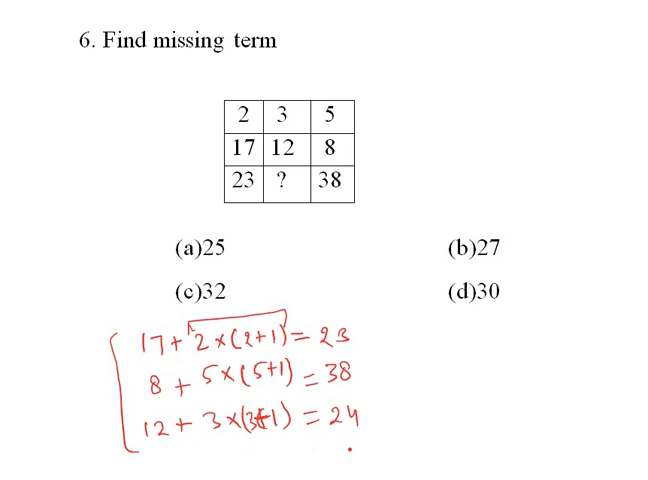 6. Find missing term
2 3 5
17 12 8
23 ? 38
(a)25 (b)27
(c)32 (d)30
17+2×(2+1)=23
8+5×(5+1)=38
12+3×(3+1)=24